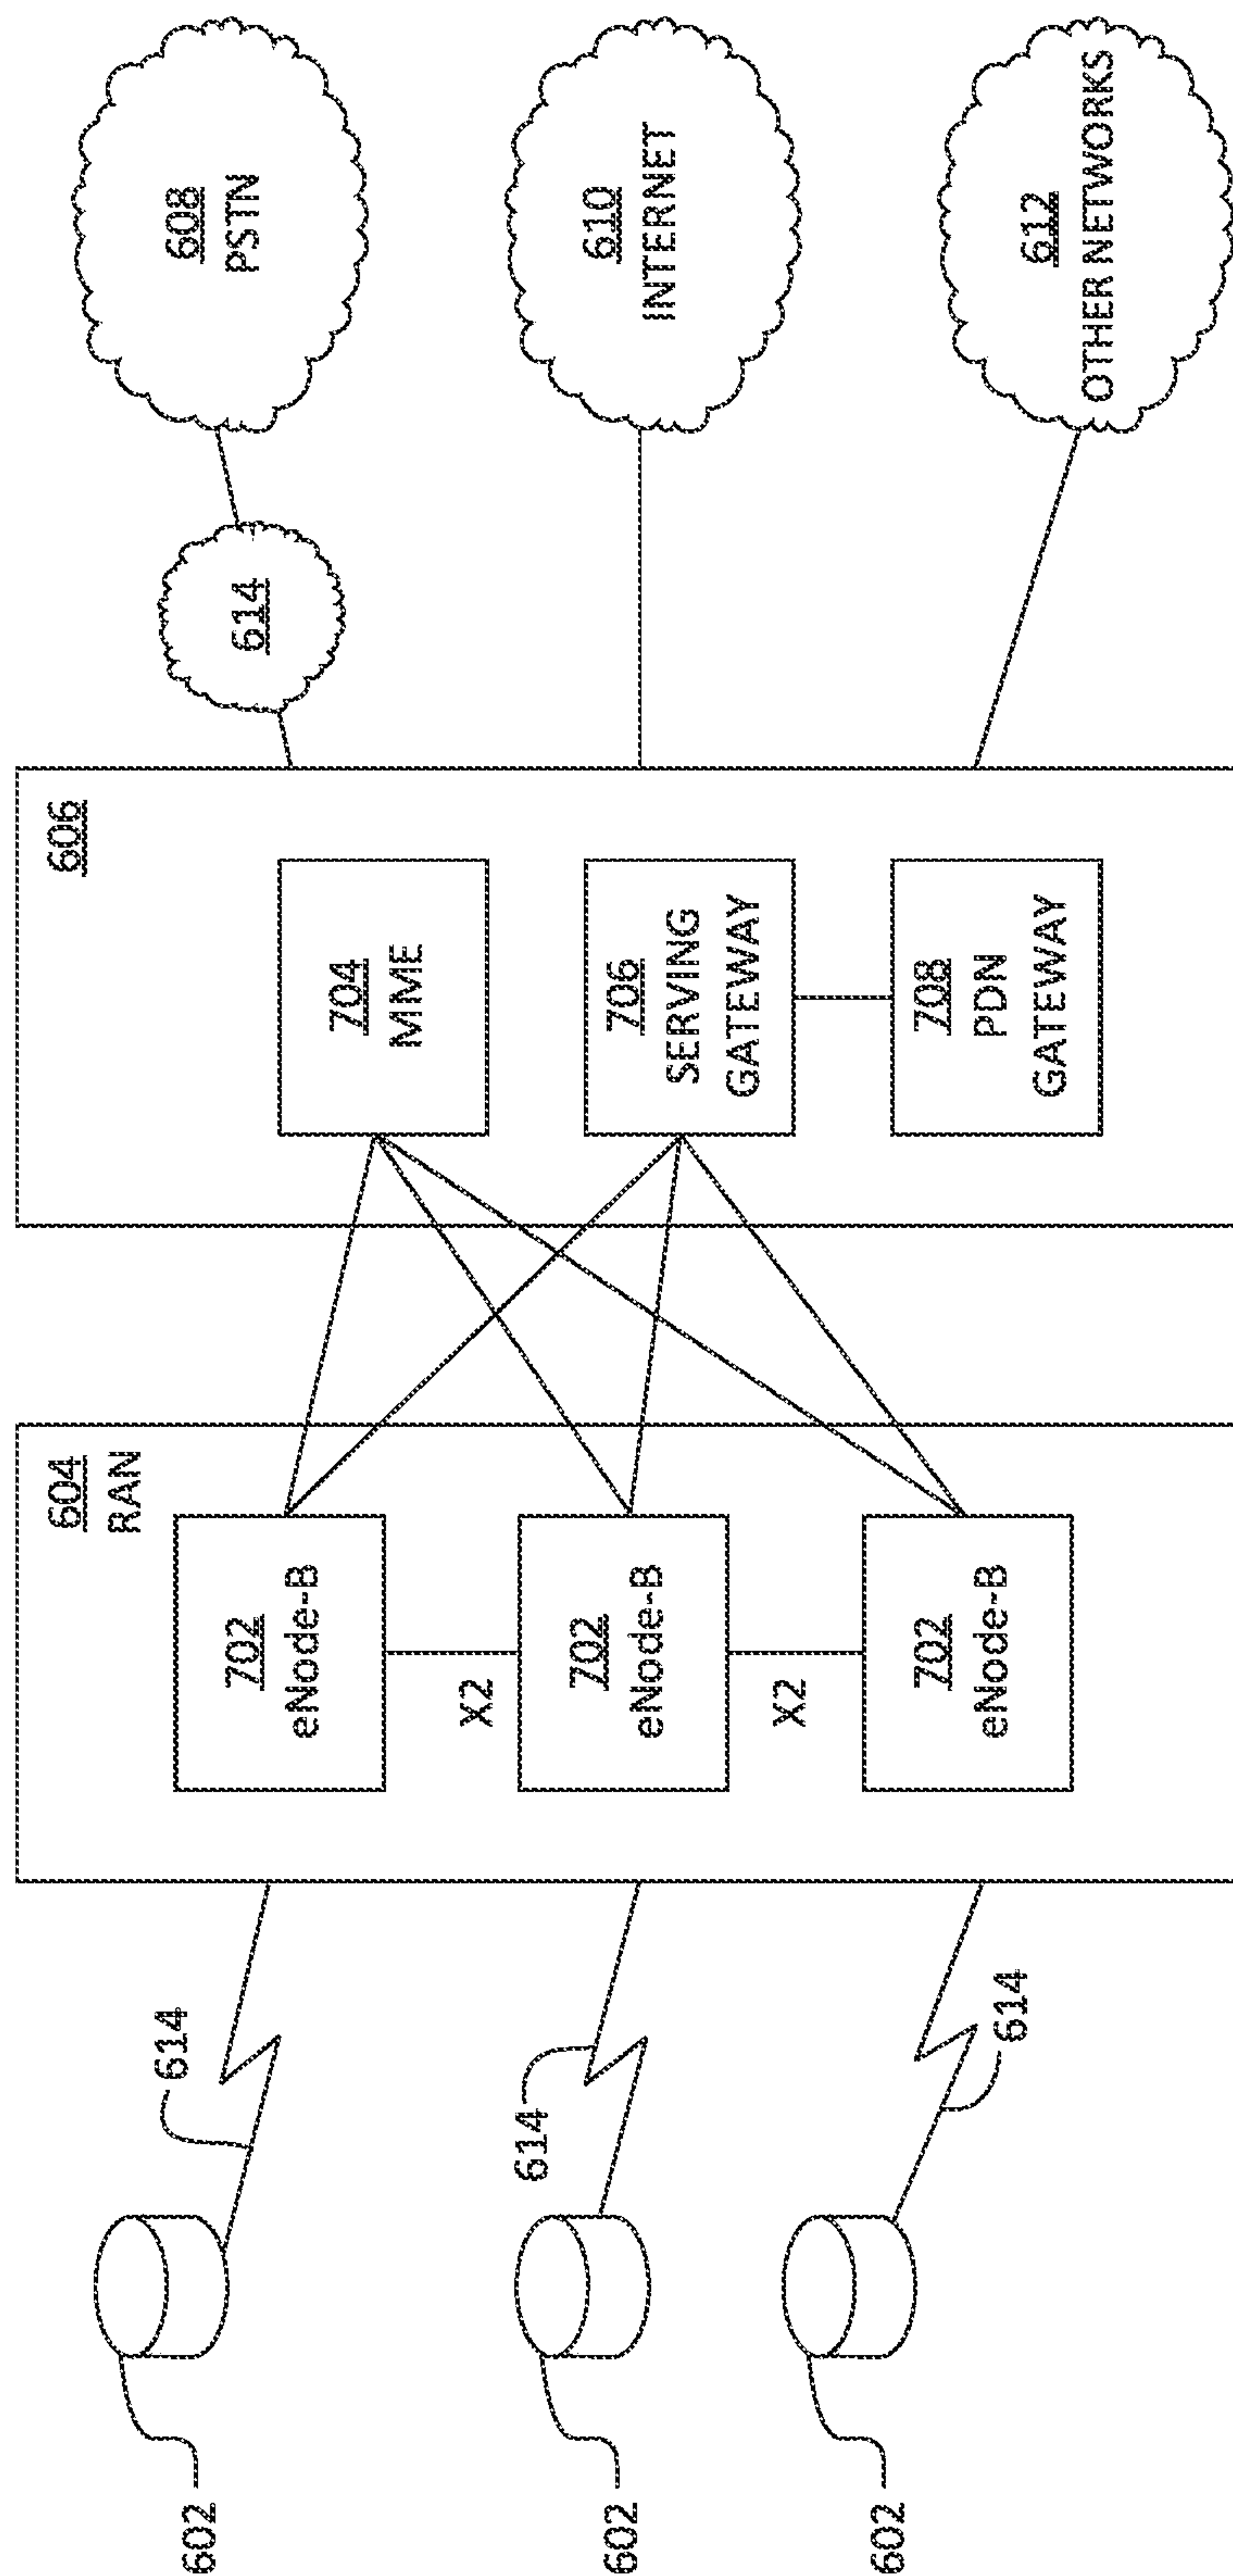 602
602
602
614
614
614
604
RAN
702
eNode-B
X2
702
eNode-B
X2
702
eNode-B
606
704
MME
706
SERVING
GATEWAY
708
PDN
GATEWAY
614
608
PSTN
610
INTERNET
612
OTHER NETWORKS